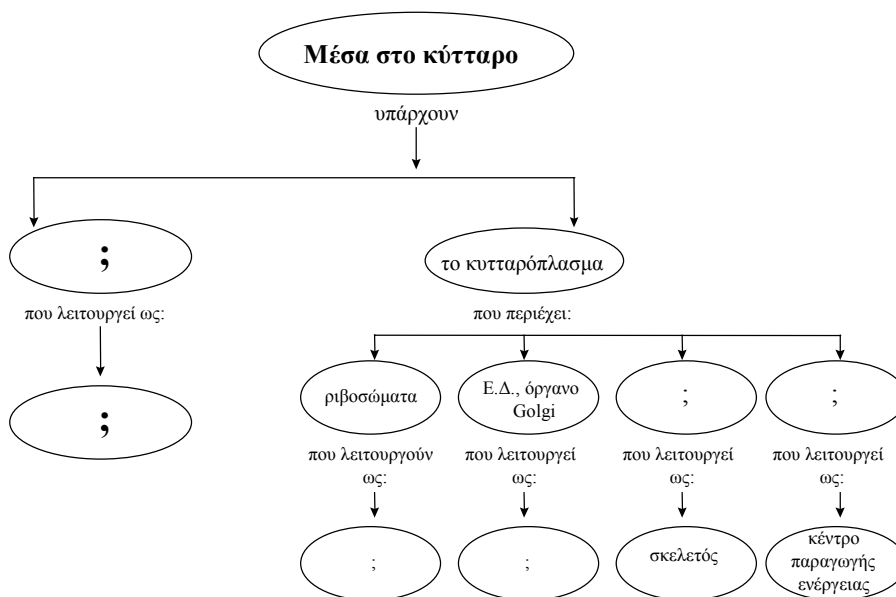 Μέσα στο κύτταρο
υπάρχουν
;
το κυτταρόπλασμα
που λειτουργεί ως:
που περιέχει:
;
ριβοσώματα
Ε.Δ., όργανο
Golgi
;
;
που λειτουργούν
ως:
που λειτουργεί
ως:
που λειτουργεί
ως:
που λειτουργεί
ως:
;
;
σκελετός
κέντρο
παραγωγής
ενέργειας